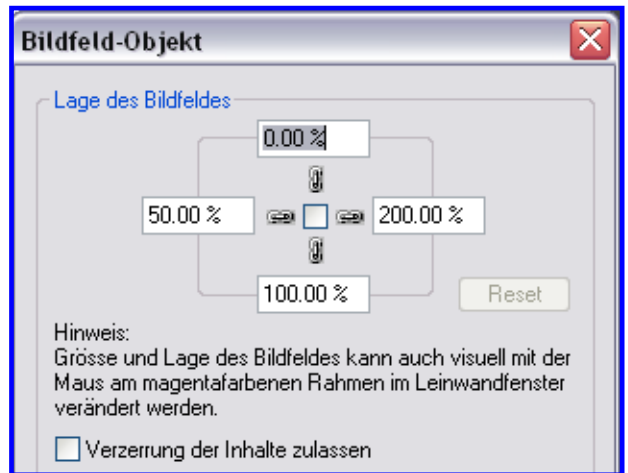 Bildfeld-Objekt
Lage des Bildfeldes
0.00 %
50.00 %
200.00 %
100.00 %
Reset
Hinweis:
Grösse und Lage des Bildfeldes kann auch visuell mit der
Maus am magentafarbenen Rahmen im Leinwandfenster
verändert werden.
Verzerrung der Inhalte zulassen